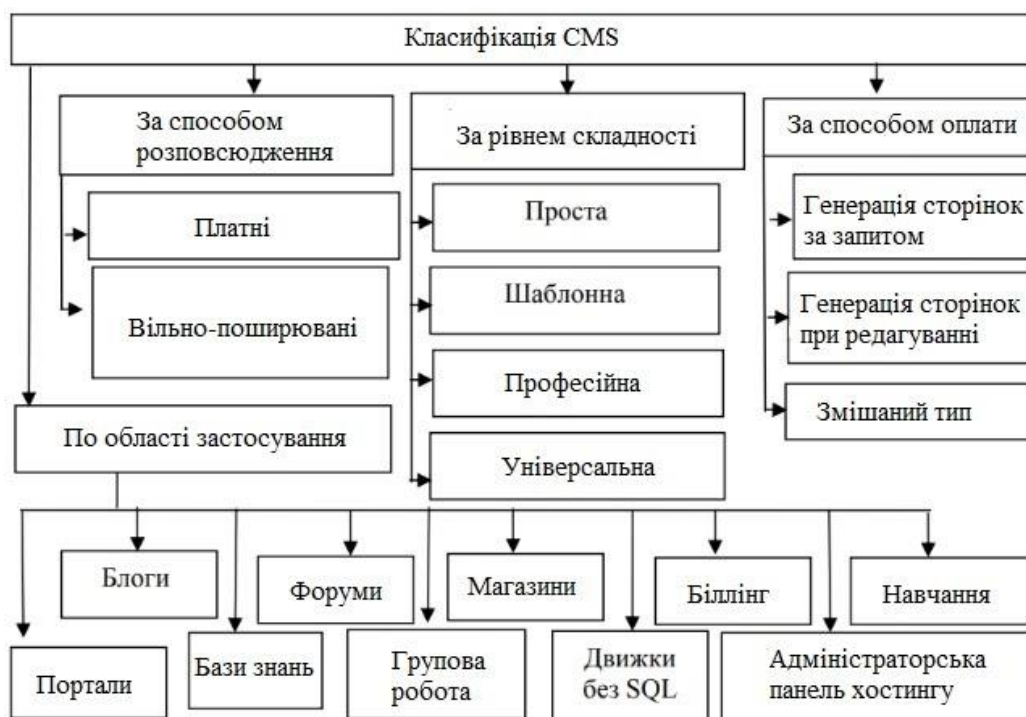 Класифікація CMS
За способом
розповсюдження
За рівнем складності
За способом оплати
Платні
Вільно-поширювані
Проста
Шаблонна
Професійна
Універсальна
Генерація сторінок
за запитом
Генерація сторінок
при редагуванні
Змішаний тип
По області застосування
Блоги
Форуми
Магазини
Біллінг
Навчання
Портали
Бази знань
Групова
робота
Движки
без SQL
Адміністраторська
панель хостингу